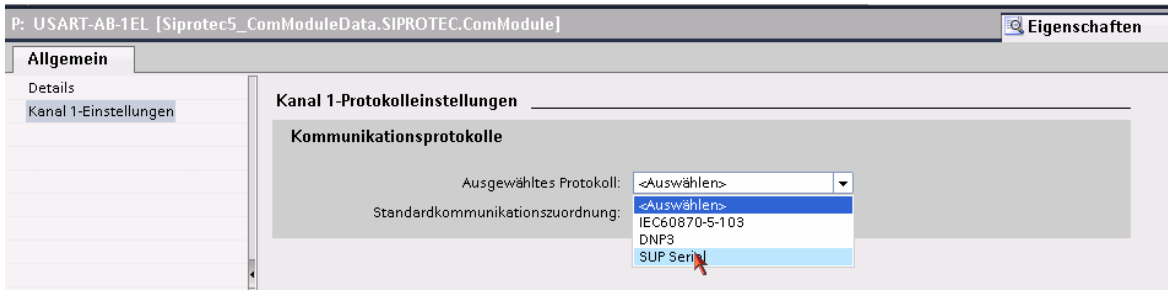 P: USART-AB-1EL [Siprotec5_ComModuleData.SIPROTEC.ComModule]
Eigenschaften
Allgemein
Details
Kanal 1-Einstellungen
Kanal 1-Protokolleinstellungen
Kommunikationsprotokolle
Ausgewähltes Protokoll: <Auswählen>
Standardkommunikationszuordnung: <Auswählen>
IEC60870-5-103
DNP3
SUP Serial